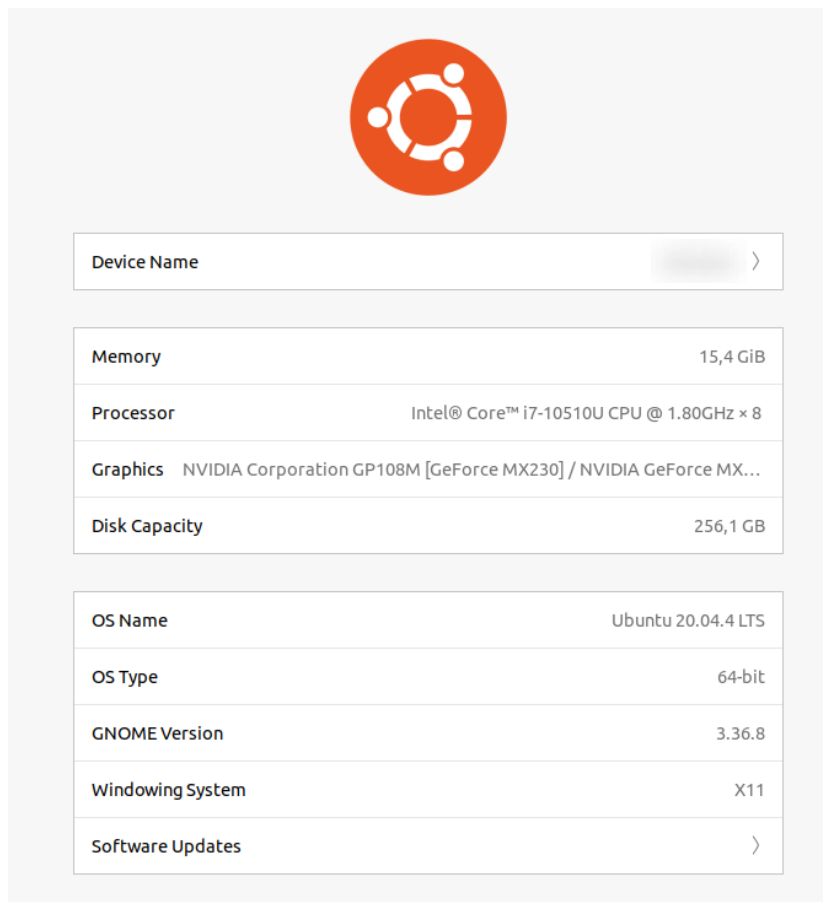 Device Name
Memory 15,4 GiB
Processor Intel® Core™ i7-10510U CPU @ 1.80GHz × 8
Graphics NVIDIA Corporation GP108M [GeForce MX230] / NVIDIA GeForce MX...
Disk Capacity 256,1 GB
OS Name Ubuntu 20.04.4 LTS
OS Type 64-bit
GNOME Version 3.36.8
Windowing System X11
Software Updates